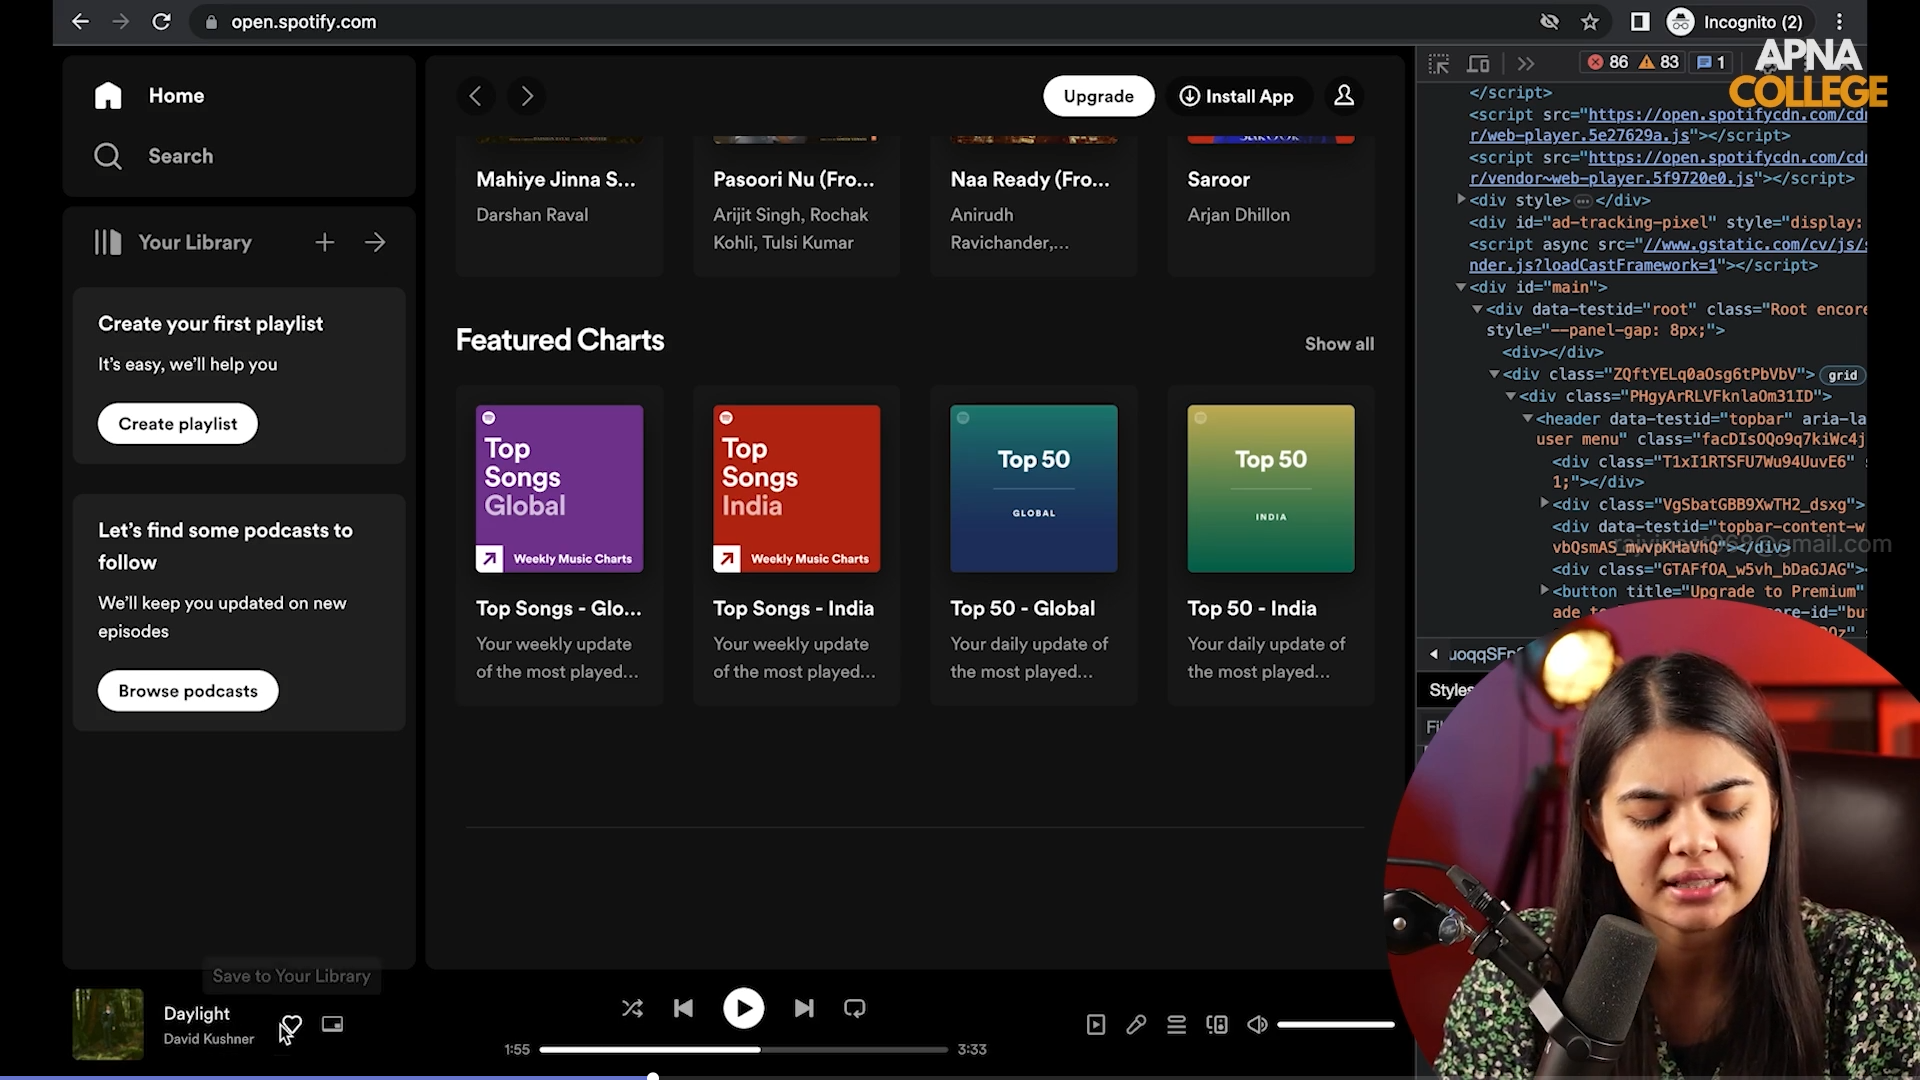 open.spotify.com
Incognito (2)
APNA
COLLEGE
Home
Search
Your Library
Create your first playlist
It's easy, we'll help you
Create playlist
Let's find some podcasts to
follow
We'll keep you updated on new
episodes
Browse podcasts
Upgrade
Install App
Mahiye Jinna S...
Darshan Raval
Pasoori Nu (Fro...
Arijit Singh, Rochak
Kohli, Tulsi Kumar
Naa Ready (Fro...
Anirudh
Ravichander,...
Saroor
Arjan Dhillon
Featured Charts
Show all
Top
Songs
Global
Weekly Music Charts
Top
Songs
India
Weekly Music Charts
Top 50
GLOBAL
Top 50
INDIA
Top Songs - Glo...
Your weekly update
of the most played...
Top Songs - India
Your weekly update
of the most played...
Top 50 - Global
Your daily update of
the most played...
Top 50 - India
Your daily update of
the most played...
Save to Your Library
Daylight
David Kushner
1:55
3:33
86 83 1
</script>
<script src="https://open.spotifycdn.com/cdn
r/web-player.5e27629a.js"></script>
<script src="https://open.spotifycdn.com/cdn
r/vendor~web-player.5f9720e0.js"></script>
<div style>…</div>
<div id="ad-tracking-pixel" style="display:
<script async src="//www.gstatic.com/cv/js/s
nder.js?loadCastFramework=1"></script>
<div id="main">
<div data-testid="root" class="Root encore
style="--panel-gap: 8px;">
<div></div>
<div class="ZQftYELq0aOsg6tPbVbV"> grid
<div class="PHgyArRLVFknlaOm31ID">
<header data-testid="topbar" aria-la
user menu" class="facDIsOQo9q7kiWc4j
<div class="T1xI1RTSFU7Wu94UuvE6"
1;"></div>
<div class="VgSbatGBB9XwTH2_dsxg">
<div data-testid="topbar-content-w
vbQsmAS_mwvpKHaVhQ"></div>
@gmail.com
<div class="GTAFfOA_w5vh_bDaGJAG">
<button title="Upgrade to Premium"
Styles